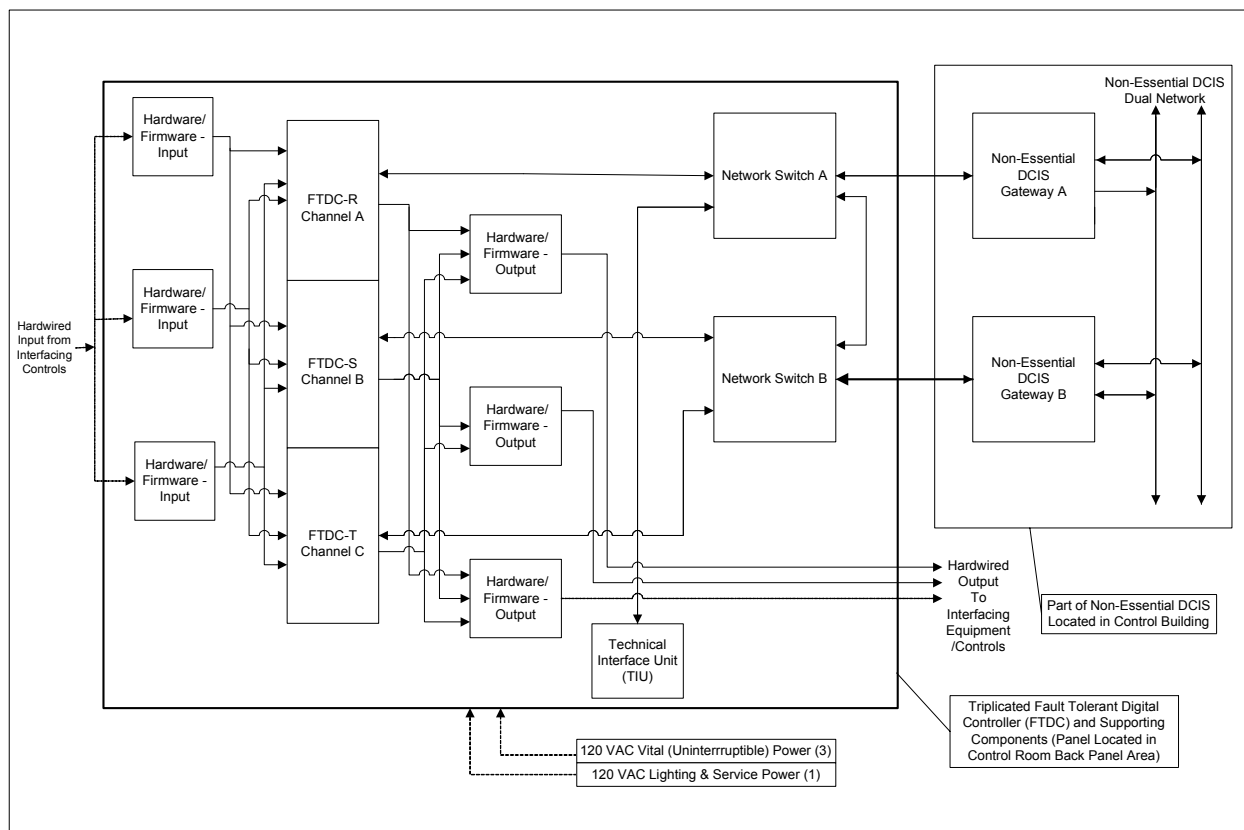 Hardwired
Input from
Interfacing
Controls
Hardware/
Firmware -
Input
Hardware/
Firmware -
Input
Hardware/
Firmware -
Input
FTDC-R
Channel A
FTDC-S
Channel B
FTDC-T
Channel C
Hardware/
Firmware -
Output
Hardware/
Firmware -
Output
Hardware/
Firmware -
Output
Technical
Interface Unit
(TIU)
Network Switch A
Network Switch B
Non-Essential DCIS
Dual Network
Non-Essential
DCIS
Gateway A
Non-Essential
DCIS
Gateway B
Hardwired
Output
To
Interfacing
Equipment
/Controls
Part of Non-Essential DCIS
Located in Control Building
Triplicated Fault Tolerant Digital
Controller (FTDC) and Supporting
Components (Panel Located in
Control Room Back Panel Area)
120 VAC Vital (Uninterrruptible) Power (3)
120 VAC Lighting & Service Power (1)